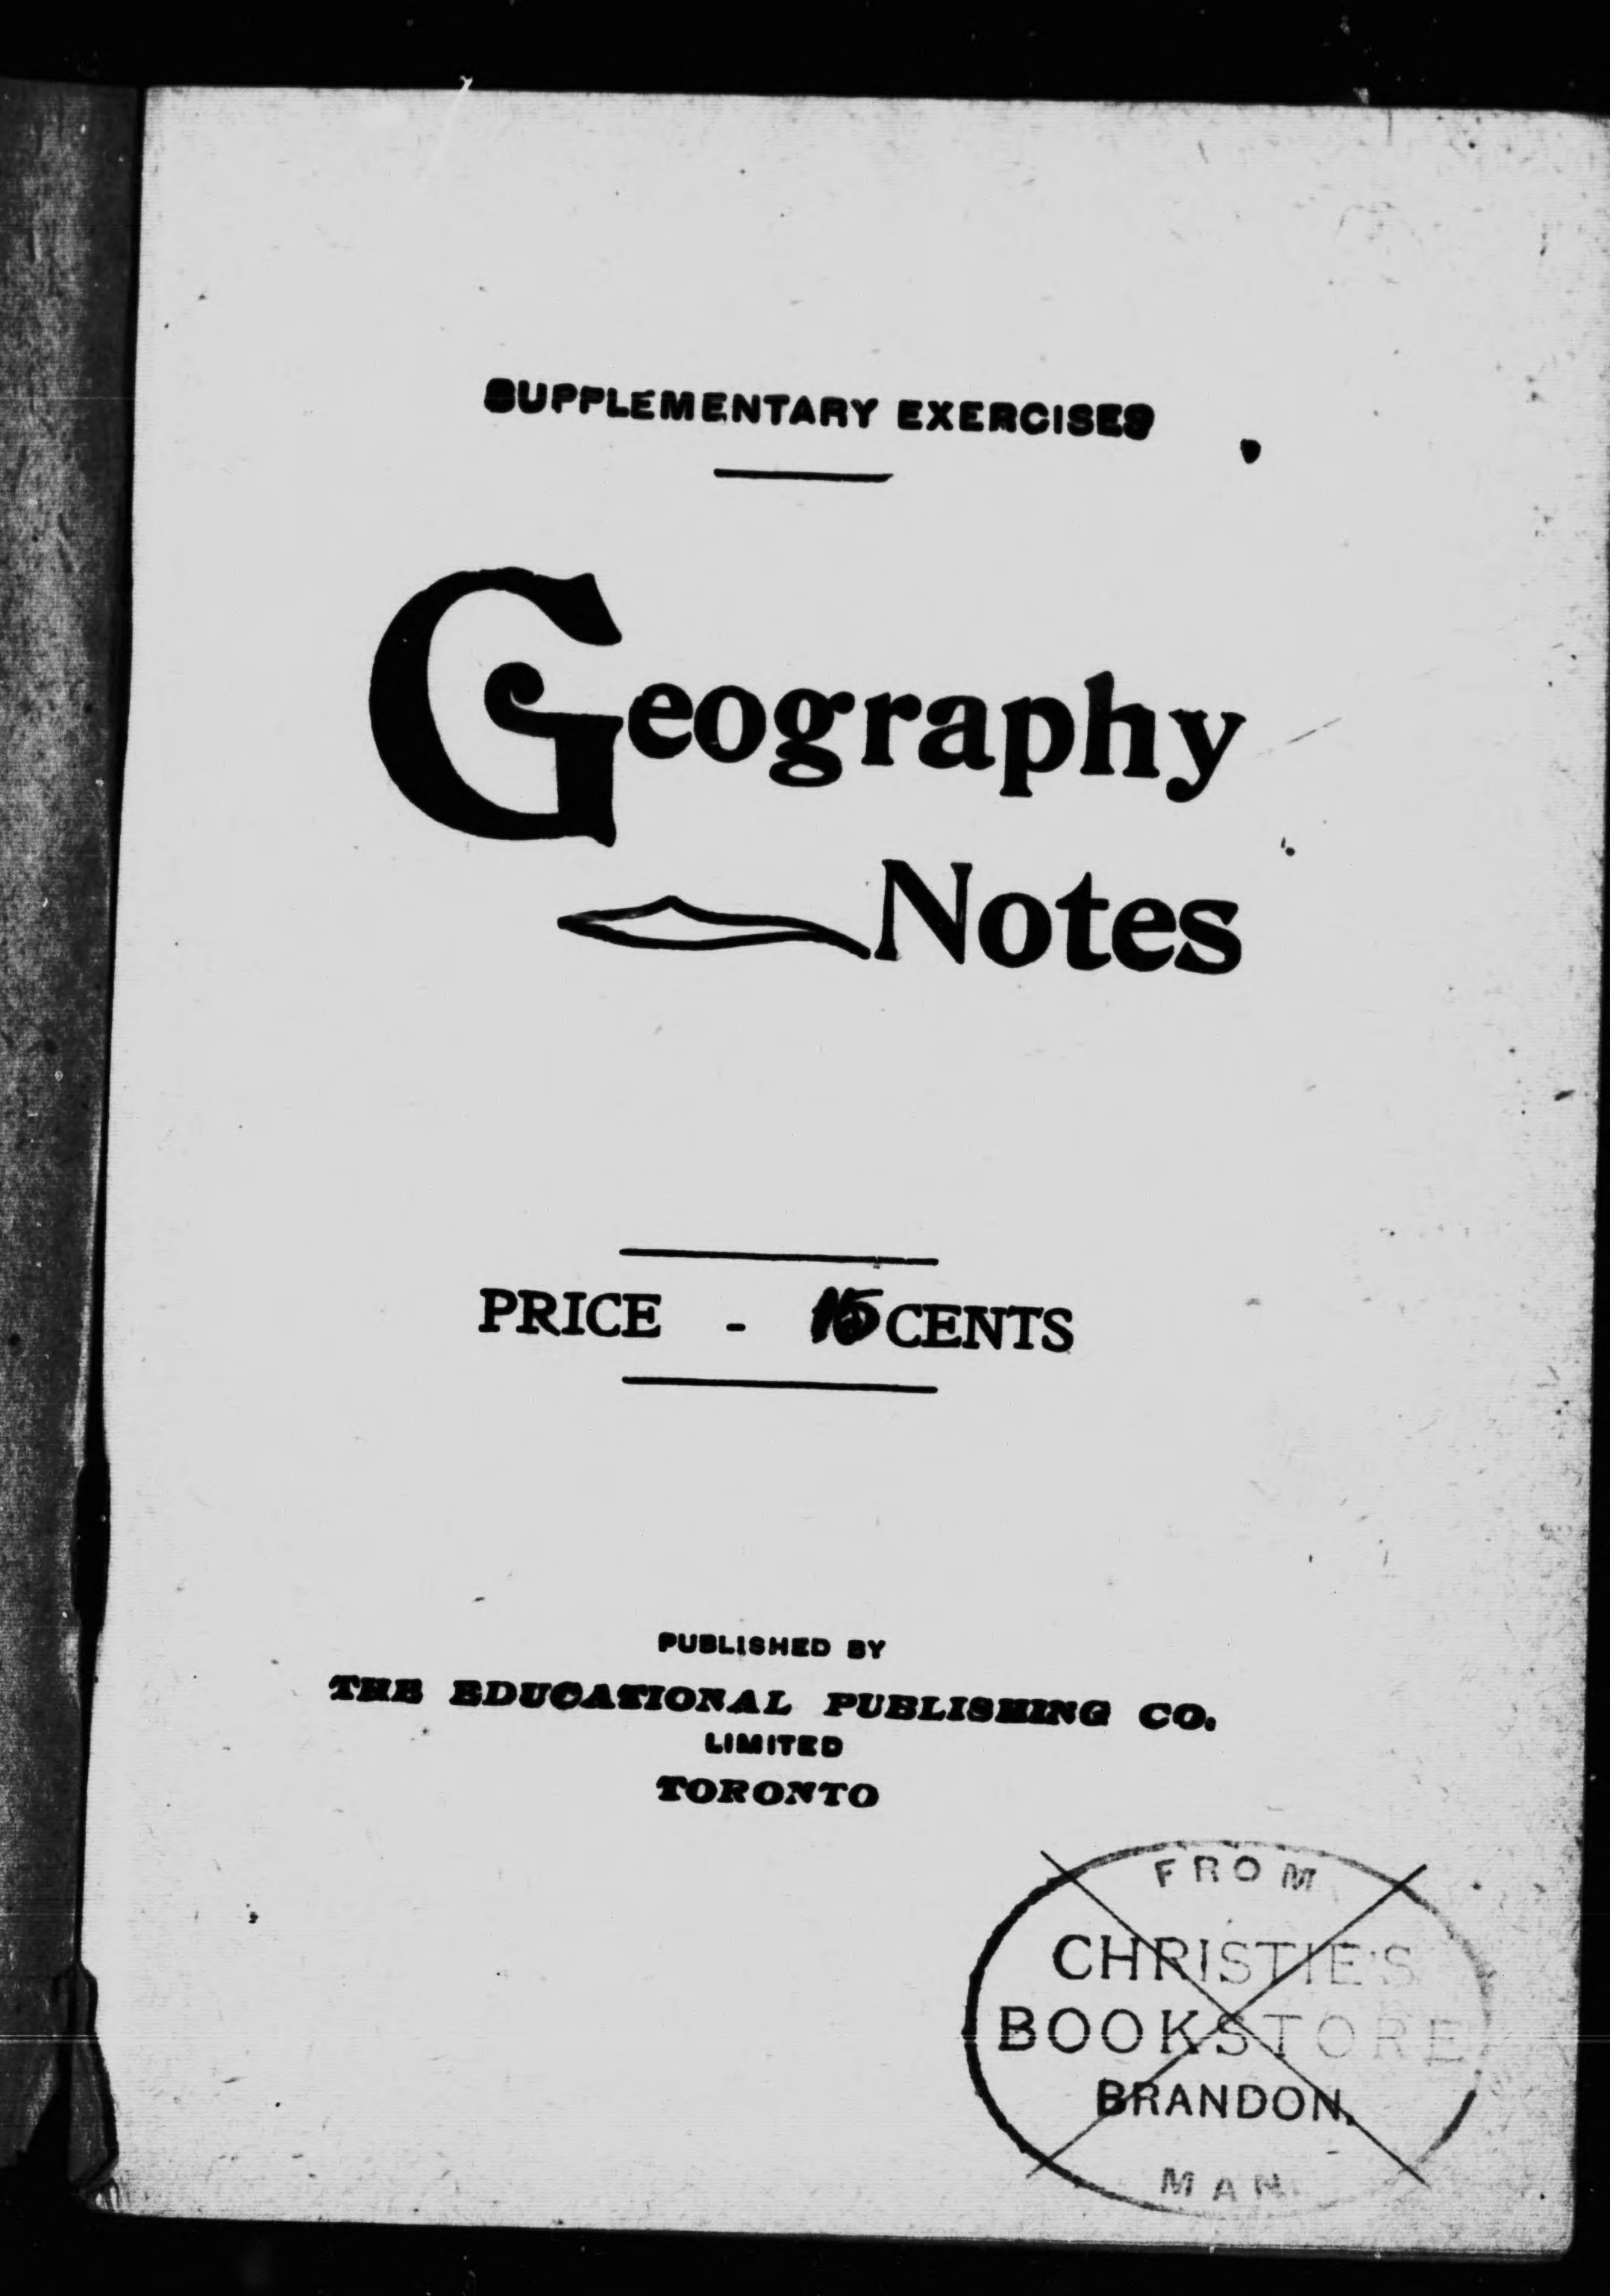 SUPPLEMENTARY EXERCISES
Geography
Notes
PRICE - 15 CENTS
PUBLISHED BY
THE EDUCATIONAL PUBLISHING CO.
LIMITED
TORONTO
FROM
CHRISTIE'S
BOOKSTORE
BRANDON,
MAN.